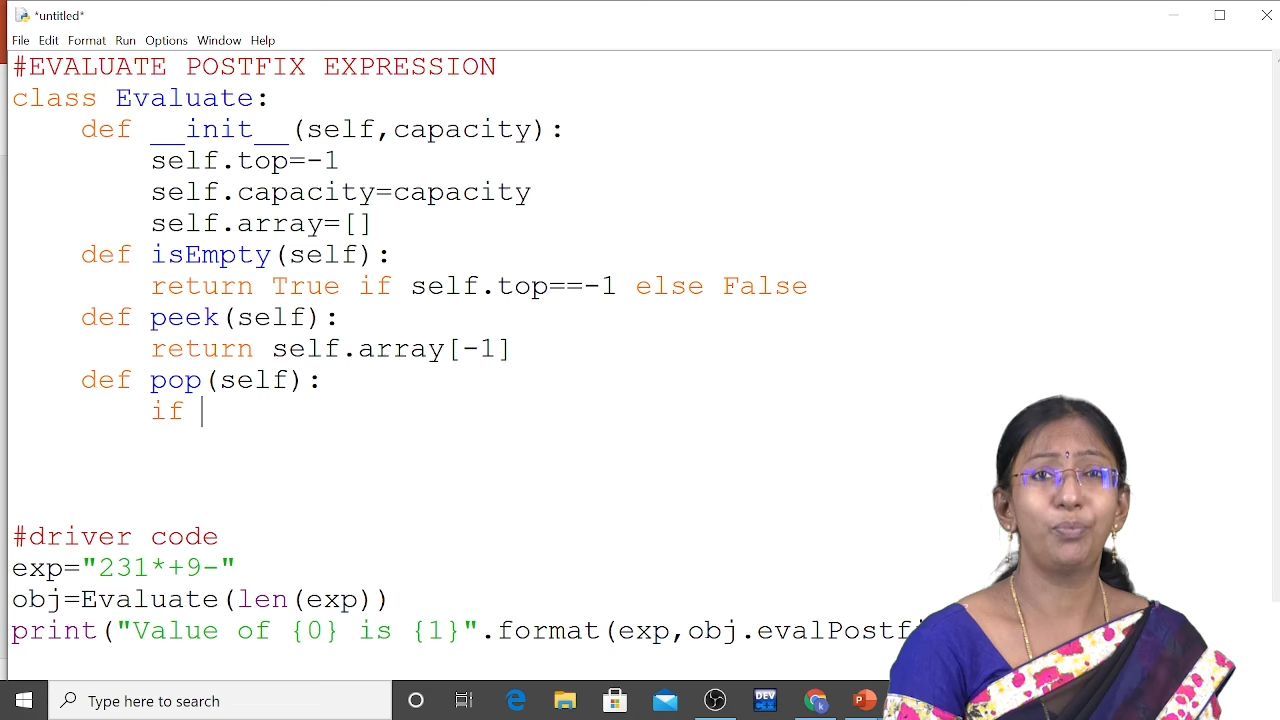 *untitled*
File Edit Format Run Options Window Help
#EVALUATE POSTFIX EXPRESSION
class Evaluate:
    def __init__(self,capacity):
        self.top=-1
        self.capacity=capacity
        self.array=[]
    def isEmpty(self):
        return True if self.top==-1 else False
    def peek(self):
        return self.array[-1]
    def pop(self):
        if
#driver code
exp="231*+9-"
obj=Evaluate(len(exp))
print("Value of {0} is {1}".format(exp,obj.evalPostfi
Type here to search
DEV C++